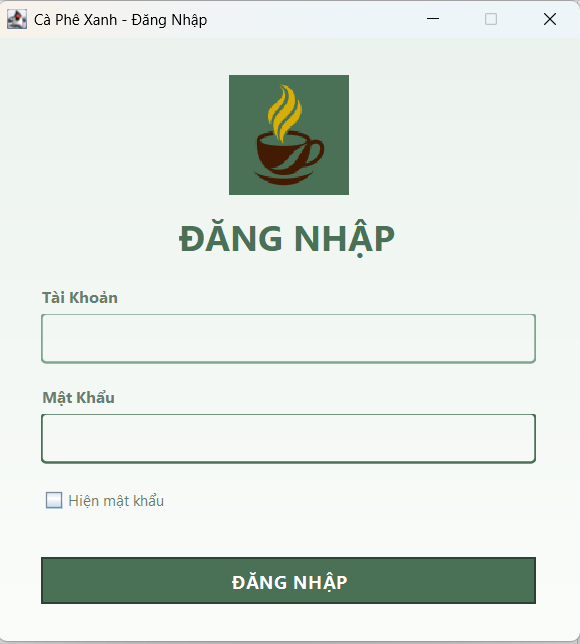 Cà Phê Xanh - Đăng Nhập
ĐĂNG NHẬP
Tài Khoản
Mật Khẩu
Hiện mật khẩu
ĐĂNG NHẬP